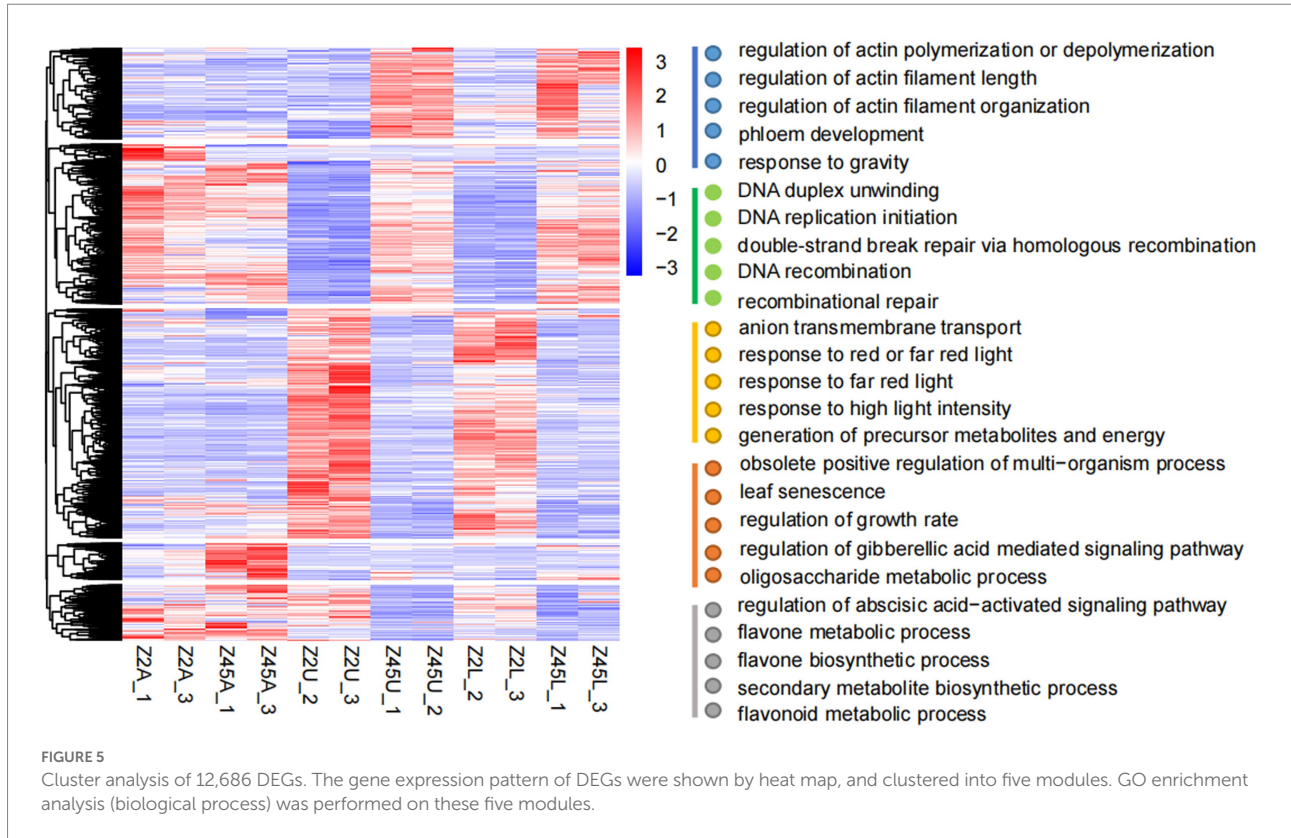 3
2
1
0
−1
−2
−3
regulation of actin polymerization or depolymerization
regulation of actin filament length
regulation of actin filament organization
phloem development
response to gravity
DNA duplex unwinding
DNA replication initiation
double−strand break repair via homologous recombination
DNA recombination
recombinational repair
anion transmembrane transport
response to red or far red light
response to far red light
response to high light intensity
generation of precursor metabolites and energy
obsolete positive regulation of multi−organism process
leaf senescence
regulation of growth rate
regulation of gibberellic acid mediated signaling pathway
oligosaccharide metabolic process
regulation of abscisic acid−activated signaling pathway
flavone metabolic process
flavone biosynthetic process
secondary metabolite biosynthetic process
flavonoid metabolic process
Z2A_1
Z2A_3
Z45A_1
Z45A_3
Z2U_2
Z2U_3
Z45U_1
Z45U_2
Z2L_2
Z2L_3
Z45L_1
Z45L_3
FIGURE 5
Cluster analysis of 12,686 DEGs. The gene expression pattern of DEGs were shown by heat map, and clustered into five modules. GO enrichment
analysis (biological process) was performed on these five modules.